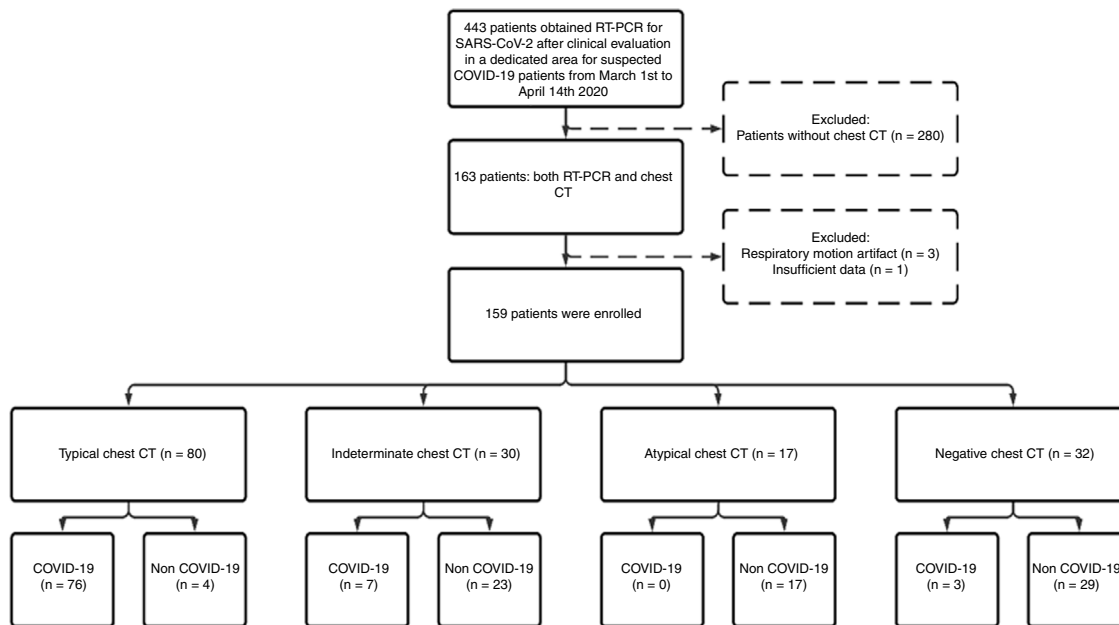 443 patients obtained RT-PCR for
SARS-CoV-2 after clinical evaluation
in a dedicated area for suspected
COVID-19 patients from March 1st to
April 14th 2020
Excluded:
Patients without chest CT (n = 280)
163 patients: both RT-PCR and chest
CT
Excluded:
Respiratory motion artifact (n = 3)
Insufficient data (n = 1)
159 patients were enrolled
Typical chest CT (n = 80)
Indeterminate chest CT (n = 30)
Atypical chest CT (n = 17)
Negative chest CT (n = 32)
COVID-19
(n = 76)
Non COVID-19
(n = 4)
COVID-19
(n = 7)
Non COVID-19
(n = 23)
COVID-19
(n = 0)
Non COVID-19
(n = 17)
COVID-19
(n = 3)
Non COVID-19
(n = 29)